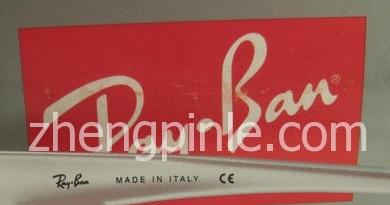 Ray-Ban®
zhengpinle.com
Ray-Ban MADE IN ITALY CE